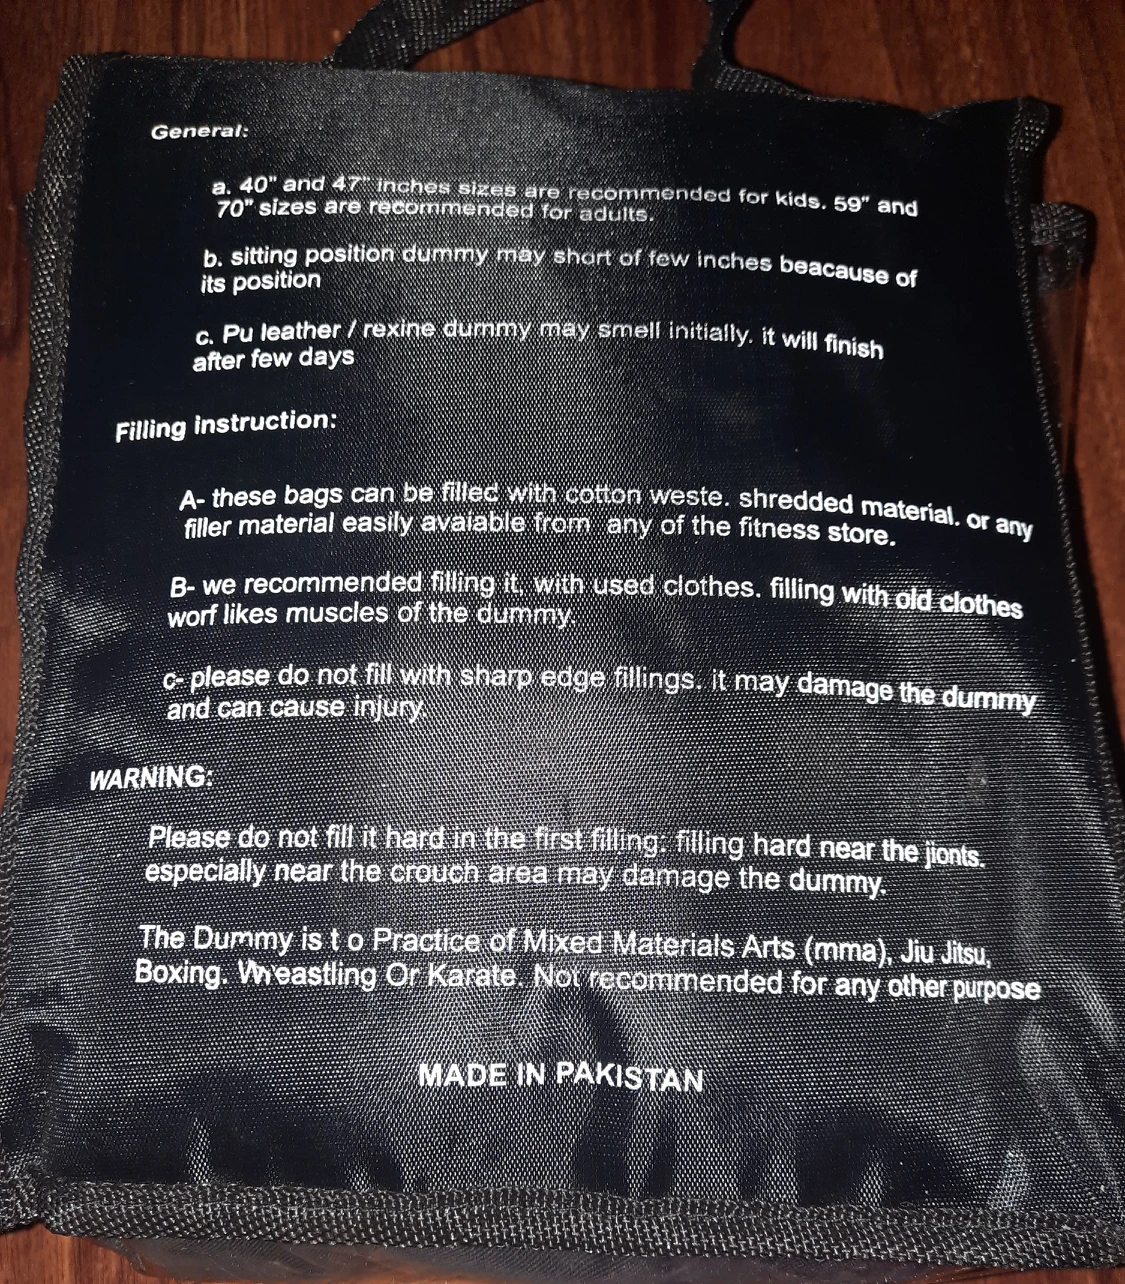 General:
a. 40" and 47" inches sizes are recommended for kids. 59" and
70" sizes are recommended for adults.
b. sitting position dummy may short of few inches beacause of
its position
c. Pu leather / rexine dummy may smell initially. it will finish
after few days
Filling instruction:
A- these bags can be filled with cotton weste. shredded material. or any
filler material easily avaiable from any of the fitness store.
B- we recommended filling it, with used clothes. filling with old clothes
worf likes muscles of the dummy.
c- please do not fill with sharp edge fillings. it may damage the dummy
and can cause injury.
WARNING:
Please do not fill it hard in the first filling: filling hard near the jionts.
especially near the crouch area may damage the dummy.
The Dummy is t o Practice of Mixed Materials Arts (mma), Jiu Jitsu,
Boxing. Wreastling Or Karate. Not recommended for any other purpose
MADE IN PAKISTAN